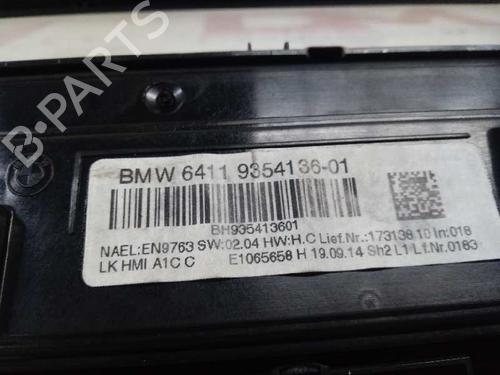 B-PARTS
BMW 6411 9354136-01
BH935413601
NAEL:EN9763 SW:02.04 HW:H.C Lief.Nr.:173138 10 In:018
LK HMI A1C C E1065658 H 19.09.14 Sh2 L1 Lf.Nr.0183